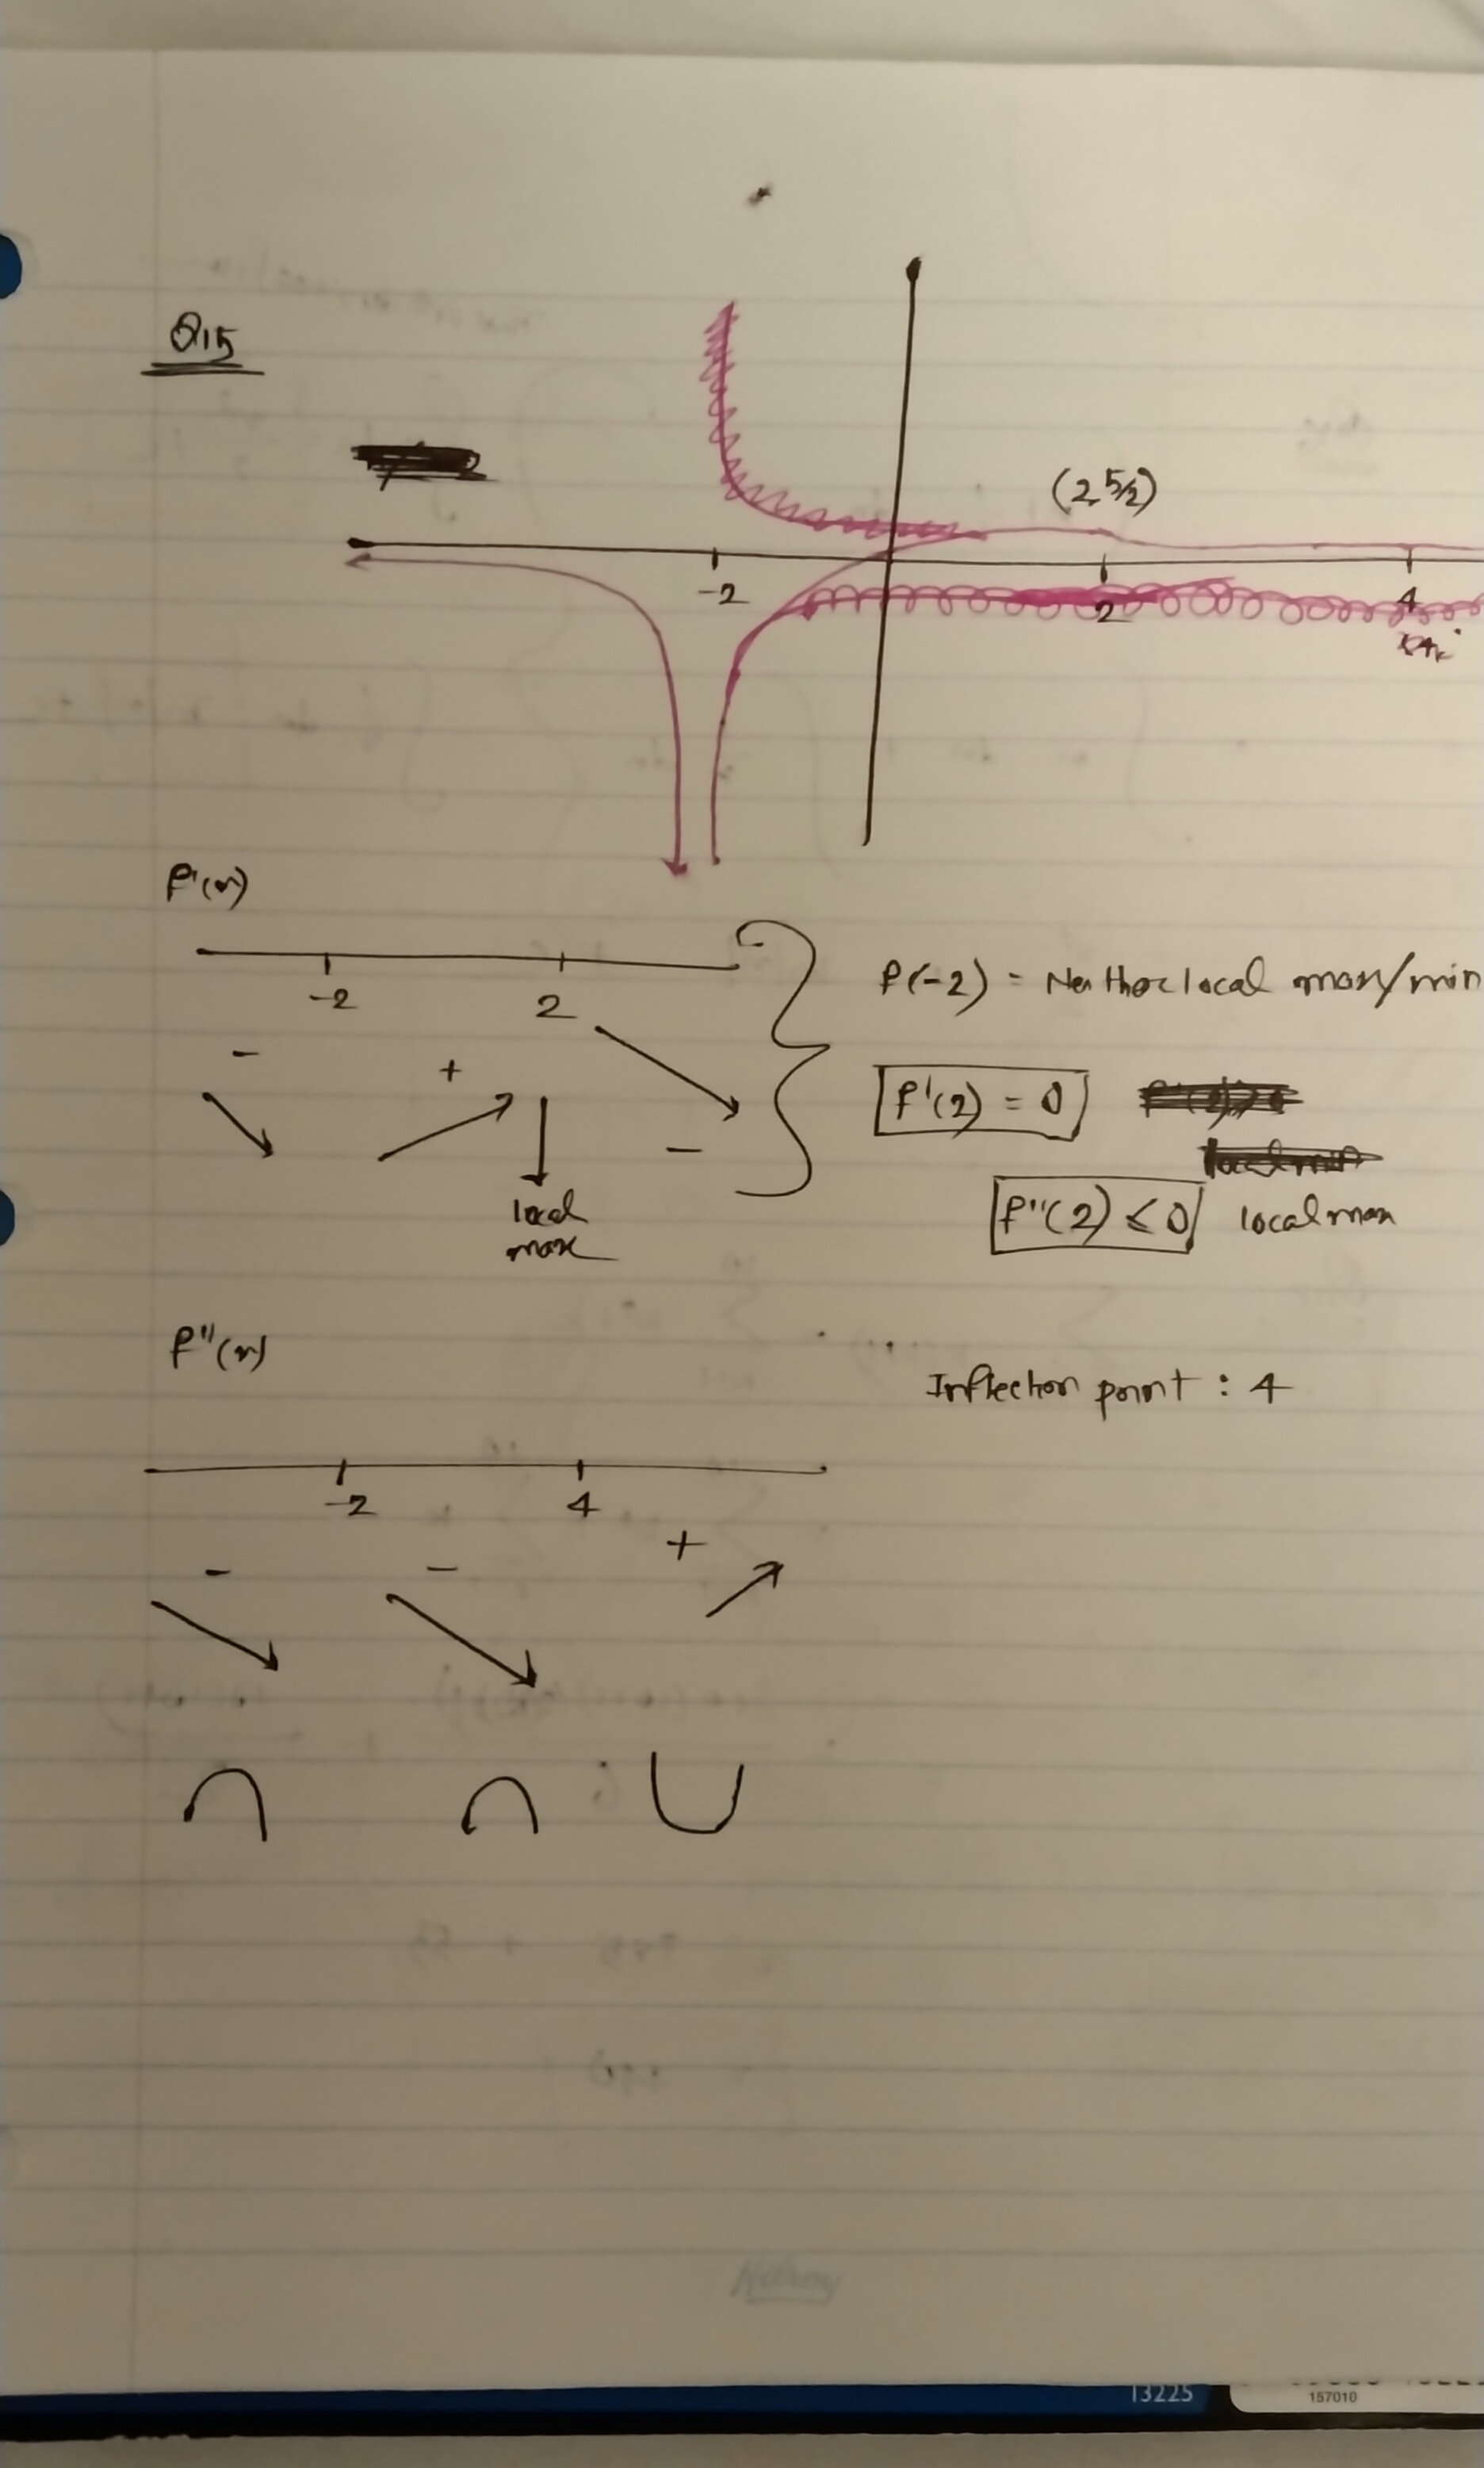 Q15
(2 5/2)
-2
2
4
f'(x)
-2 2
- + -
local
max
f(-2) = Neither local max/min
f'(2) = 0
f''(2) < 0 local max
f''(x)
Inflection point : 4
-2 4
- - +
Hilroy
13225
157010